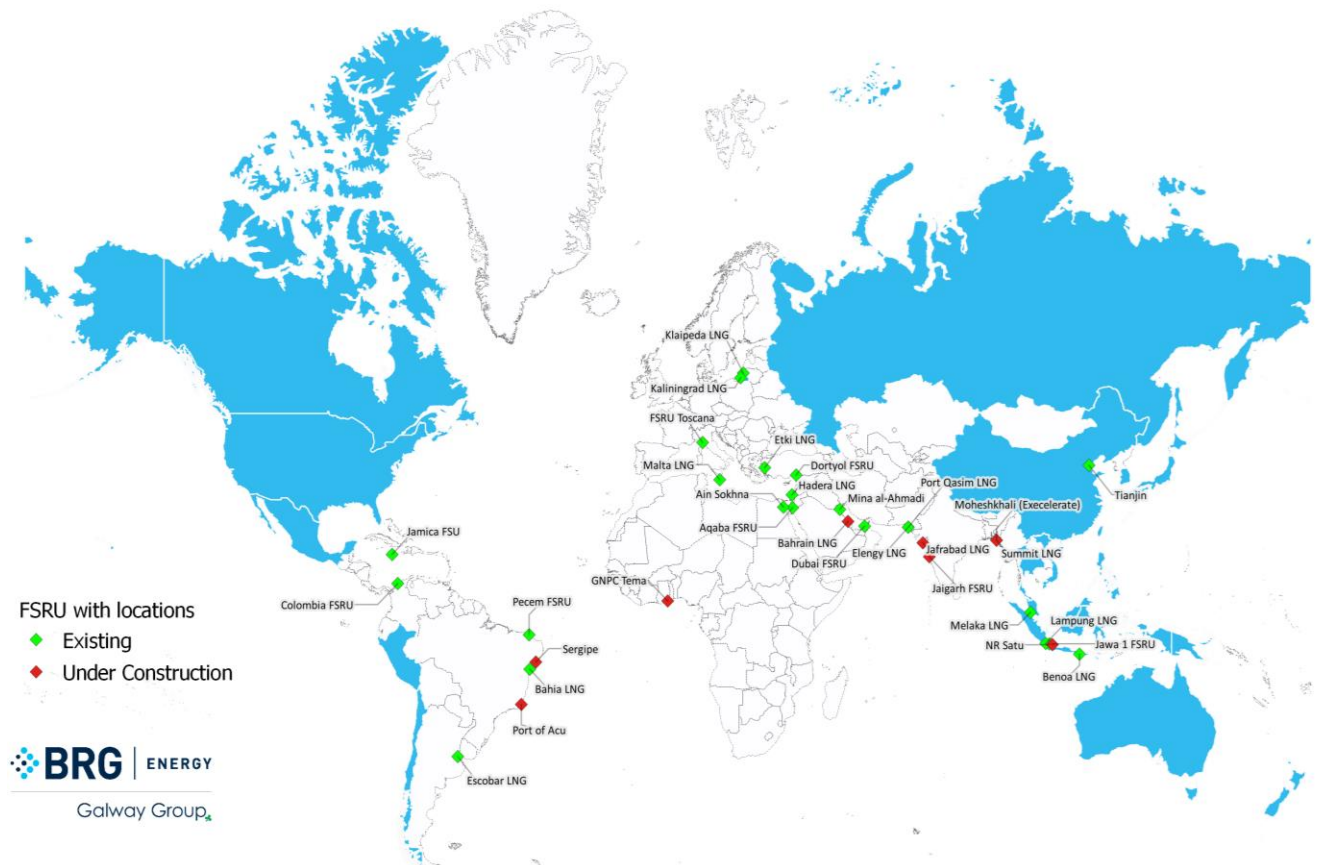 Klaipeda LNG
Kaliningrad LNG
FSRU Toscana
Etki LNG
Malta LNG
Dortyol FSRU
Port Qasim LNG
Hadera LNG
Tianjin
Ain Sokhna
Mina al-Ahmadi
Moheshkhali (Execelerate)
Aqaba FSRU
Jamica FSU
Bahrain LNG
Elengy LNG
Jafrabad LNG
Summit LNG
Dubai FSRU
GNPC Tema
Jaigarh FSRU
Colombia FSRU
Pecem FSRU
FSRU with locations
Existing
Under Construction
Melaka LNG
Lampung LNG
NR Satu
Jawa 1 FSRU
Sergipe
Benoa LNG
Bahia LNG
Port of Acu
Escobar LNG
BRG | ENERGY
Galway Group